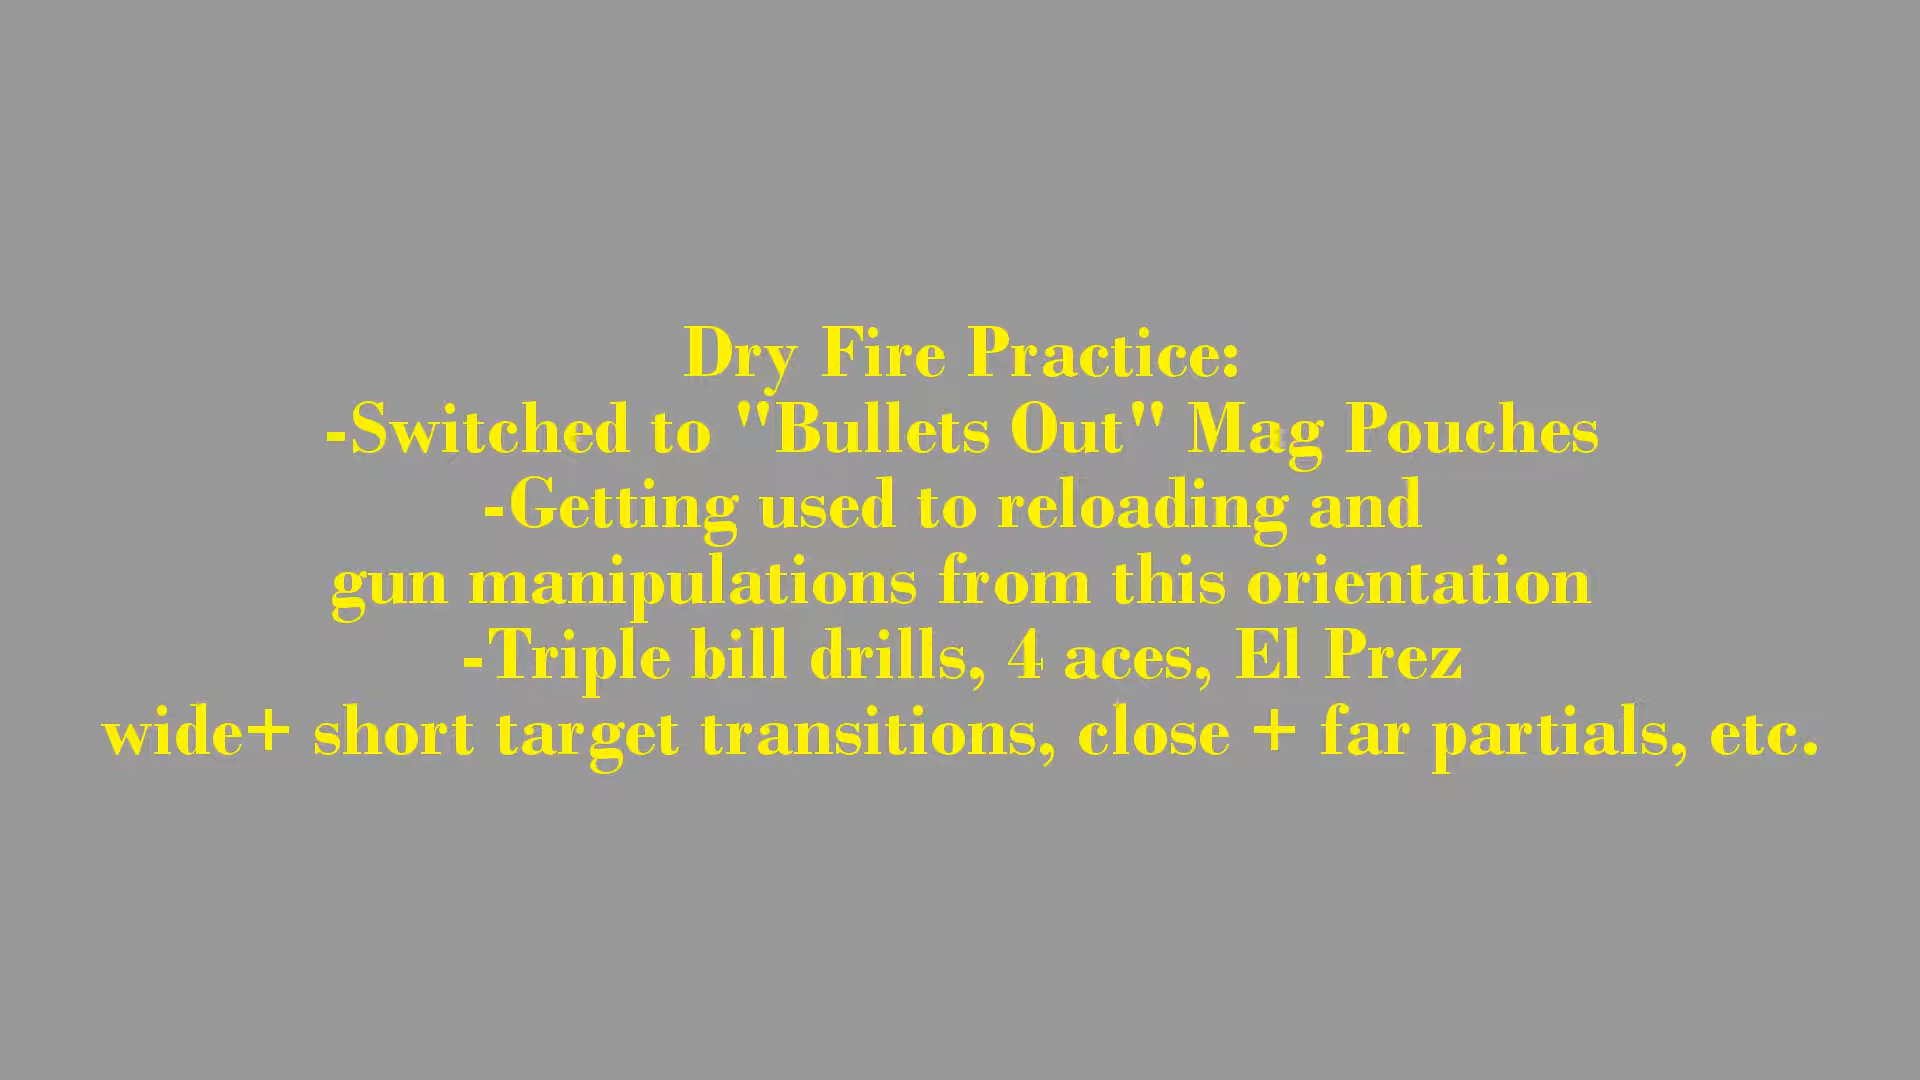 Dry Fire Practice:
-Switched to "Bullets Out" Mag Pouches
-Getting used to reloading and
gun manipulations from this orientation
-Triple bill drills, 4 aces, El Prez
wide+ short target transitions, close + far partials, etc.